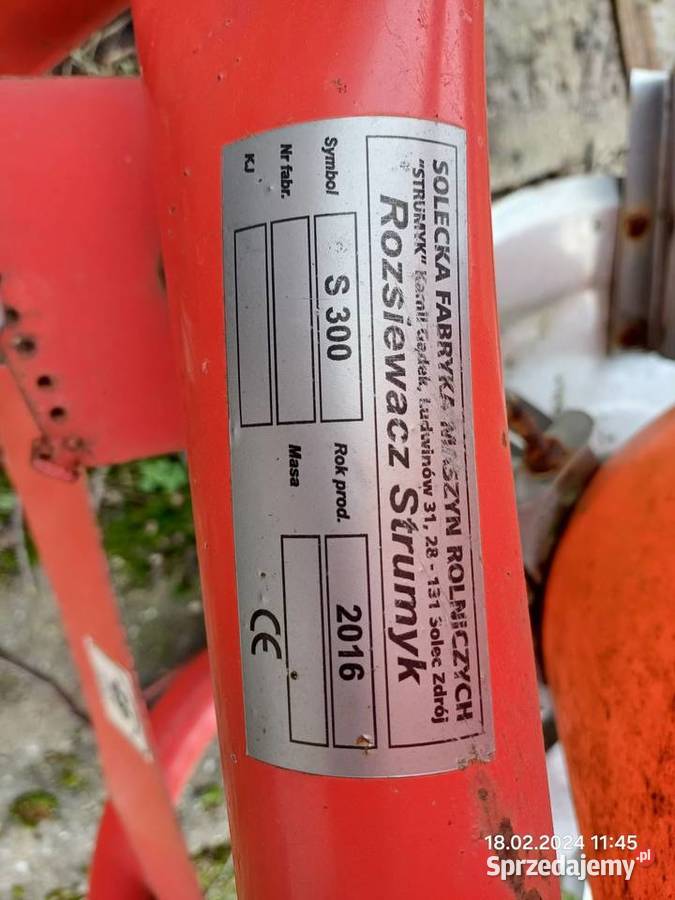 SOLECKA FABRYKA MASZYN ROLNICZYCH
"STRUMYK" Kamil Gądek, Ludwinów 31, 28 - 131 Solec Zdrój
Rozsiewacz Strumyk
Symbol S 300 Rok prod. 2016
Nr fabr. Masa
KJ CE
18.02.2024 11:45
Sprzedajemy.pl